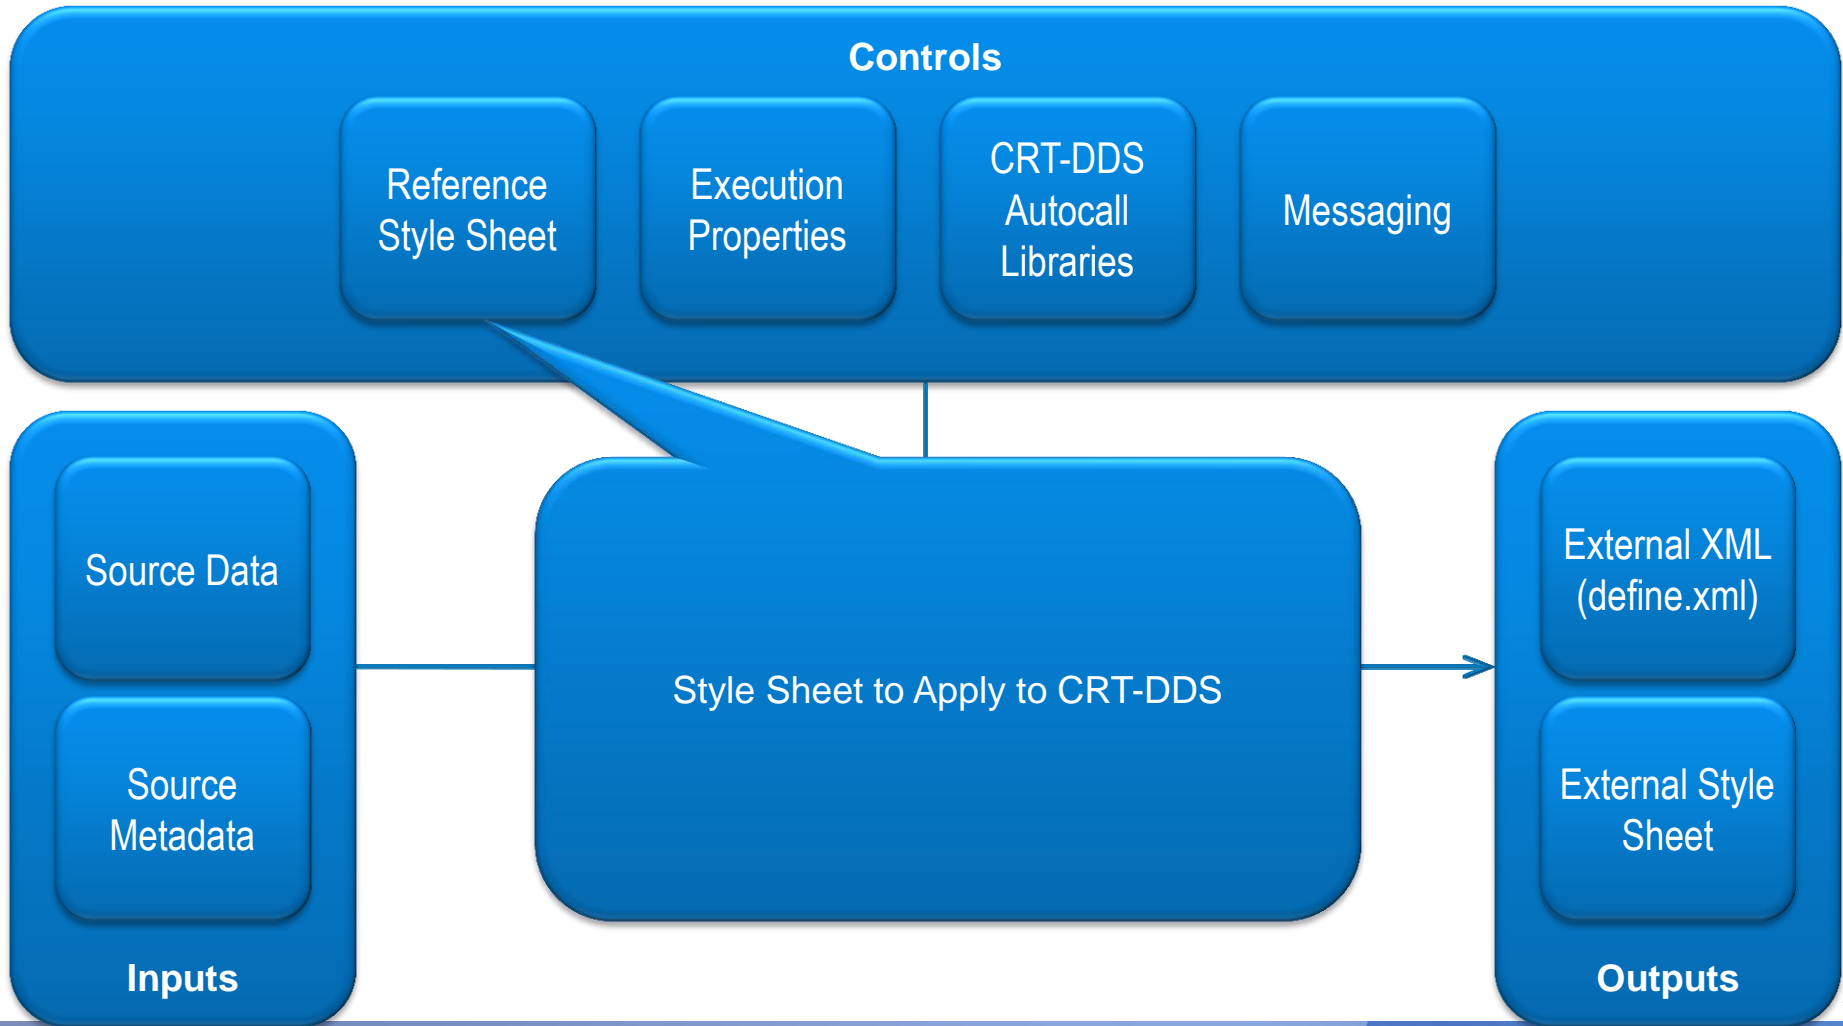 Controls
Reference
Style Sheet
Execution
Properties
CRT-DDS
Autocall
Libraries
Messaging
Source Data
Source
Metadata
Inputs
Style Sheet to Apply to CRT-DDS
External XML
(define.xml)
External Style
Sheet
Outputs